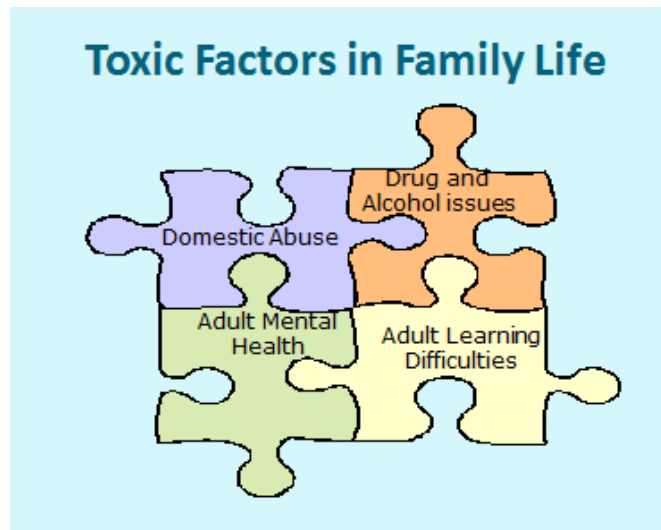 Toxic Factors in Family Life
Drug and
Alcohol issues
Domestic Abuse
Adult Mental
Health
Adult Learning
Difficulties